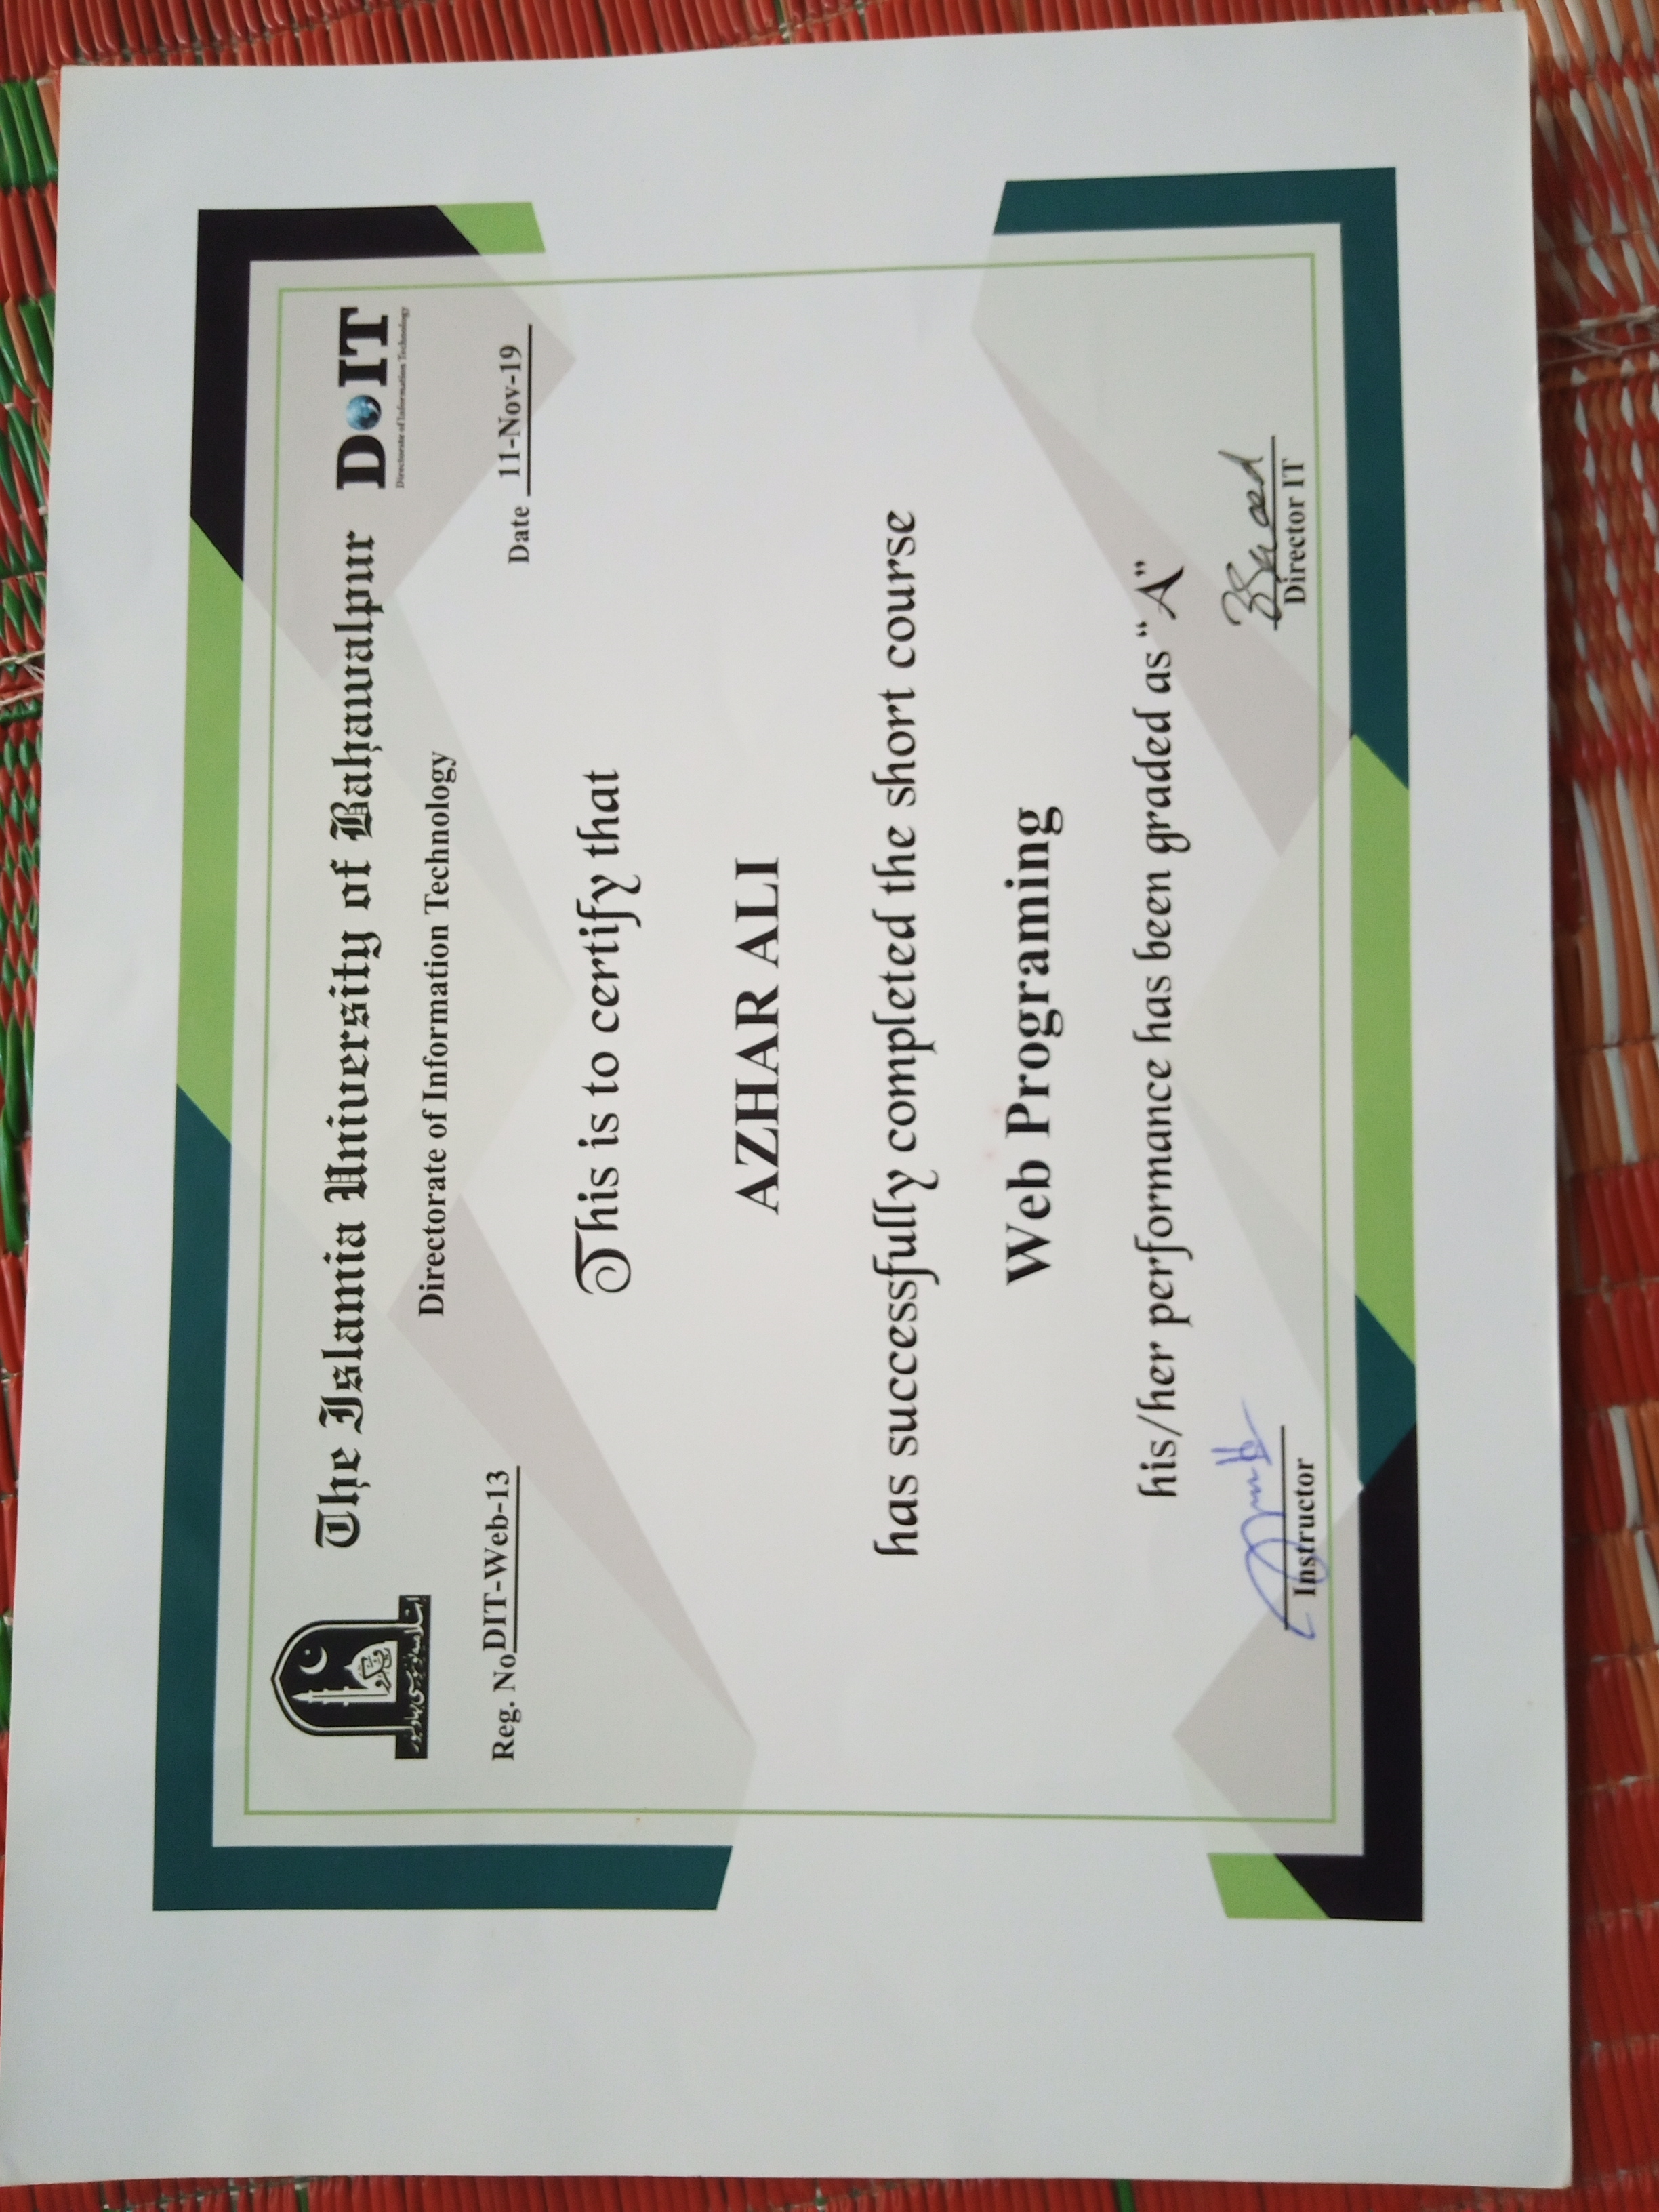 The Islamia University of Bahawalpur
اسلامیہ یونیورسٹی بہاولپور
DOIT
Directorate of Information Technology
Directorate of Information Technology
Reg. No DIT-Web-13
Date 11-Nov-19
This is to certify that
AZHAR ALI
has successfully completed the short course
Web Programing
his/her performance has been graded as “A”
Instructor
Director IT